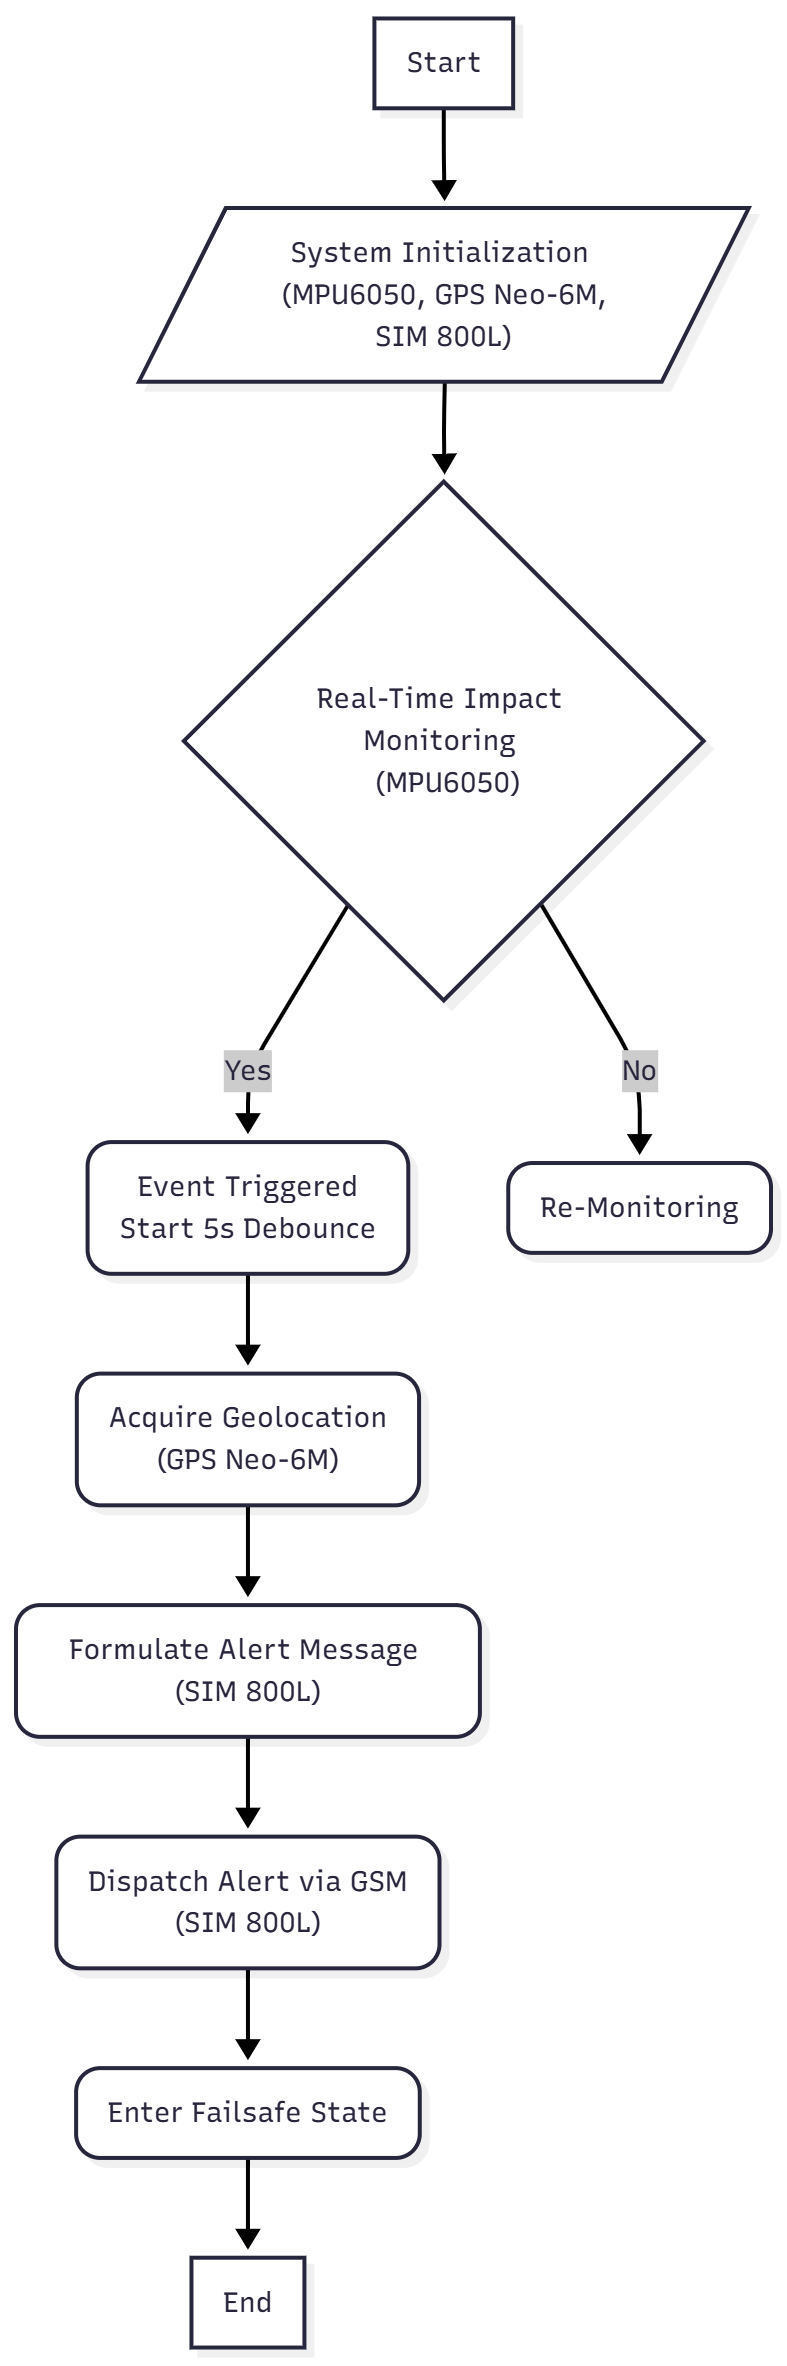 Start
System Initialization
(MPU6050, GPS Neo-6M,
SIM 800L)
Real-Time Impact
Monitoring
(MPU6050)
Yes
No
Event Triggered
Start 5s Debounce
Re-Monitoring
Acquire Geolocation
(GPS Neo-6M)
Formulate Alert Message
(SIM 800L)
Dispatch Alert via GSM
(SIM 800L)
Enter Failsafe State
End